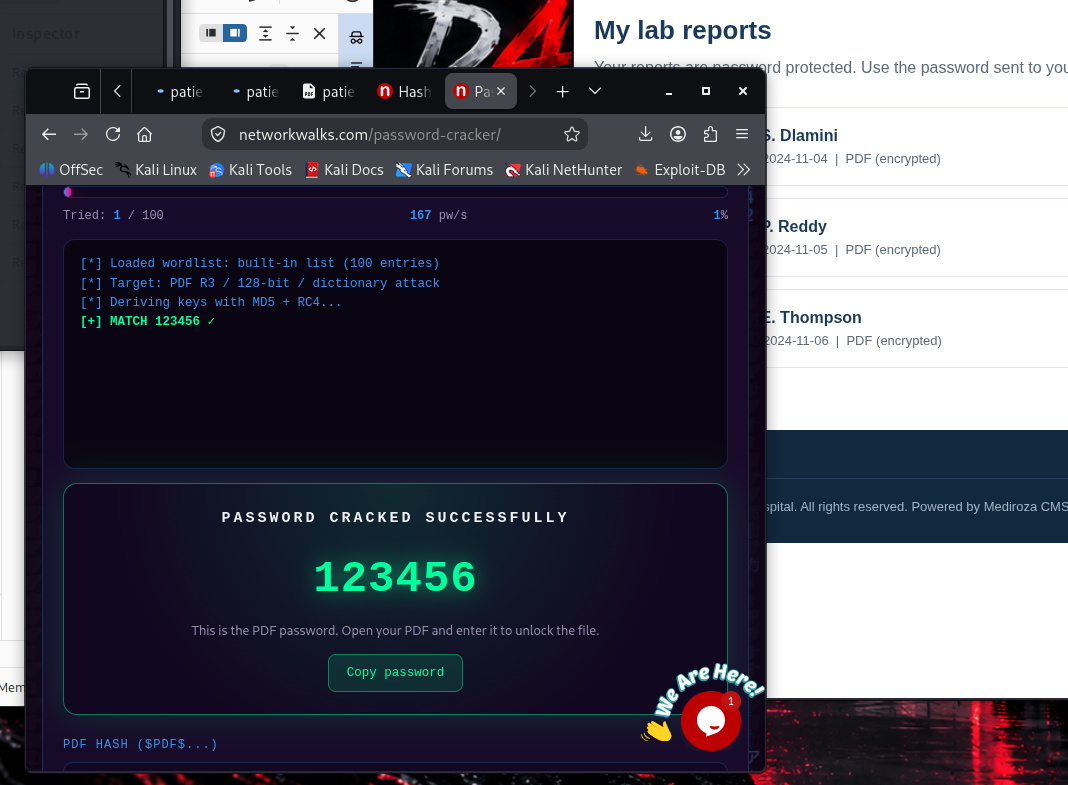 Inspector
My lab reports
Your reports are password protected. Use the password sent to you
patie
patie
patie
Hash
Pas
networkwalks.com/password-cracker/
S. Dlamini
2024-11-04 | PDF (encrypted)
OffSec
Kali Linux
Kali Tools
Kali Docs
Kali Forums
Kali NetHunter
Exploit-DB
Tried: 1 / 100
167 pw/s
1%
P. Reddy
2024-11-05 | PDF (encrypted)
[*] Loaded wordlist: built-in list (100 entries)
[*] Target: PDF R3 / 128-bit / dictionary attack
[*] Deriving keys with MD5 + RC4...
[+] MATCH 123456 ✓
E. Thompson
2024-11-06 | PDF (encrypted)
PASSWORD CRACKED SUCCESSFULLY
spital. All rights reserved. Powered by Mediroza CMS
123456
This is the PDF password. Open your PDF and enter it to unlock the file.
Copy password
We Are Here!
1
Mem
PDF HASH ($PDF$...)